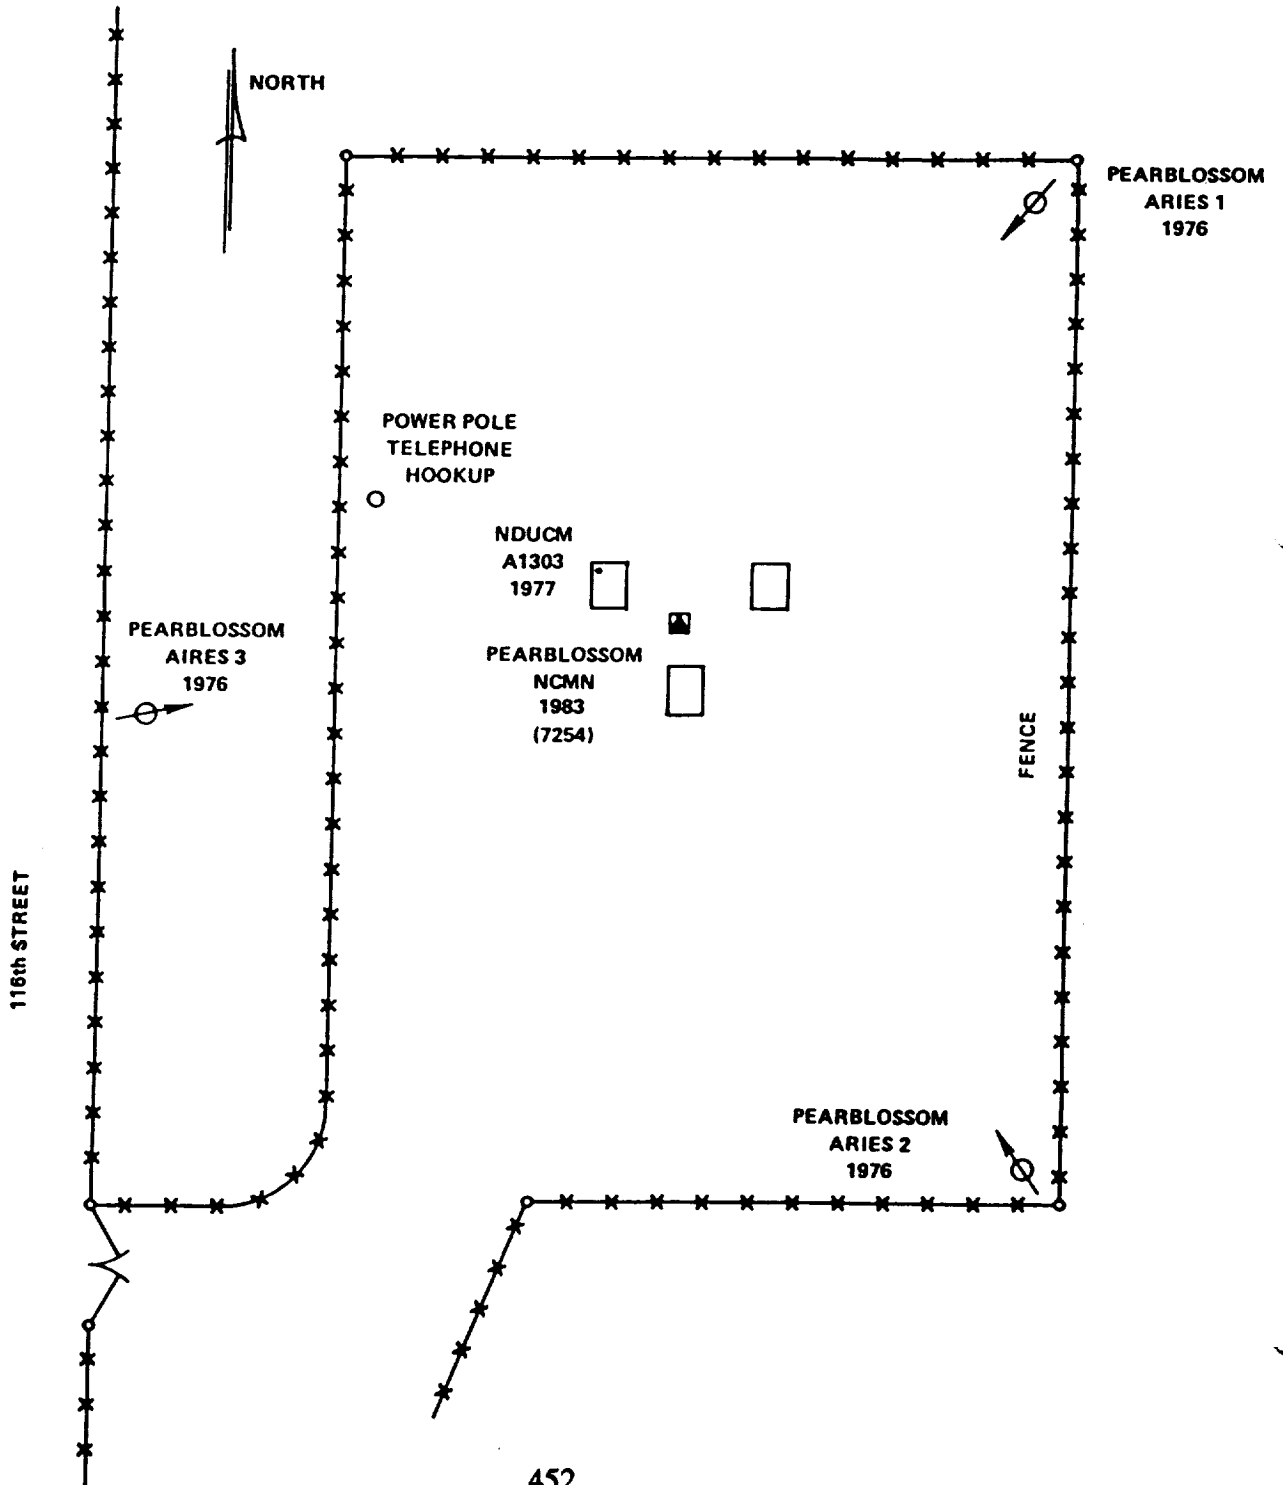 NORTH
PEARBLOSSOM
ARIES 1
1976
POWER POLE
TELEPHONE
HOOKUP
NDUCM
A1303
1977
PEARBLOSSOM
AIRES 3
1976
PEARBLOSSOM
NCMN
1983
(7254)
FENCE
116th STREET
PEARBLOSSOM
ARIES 2
1976
452